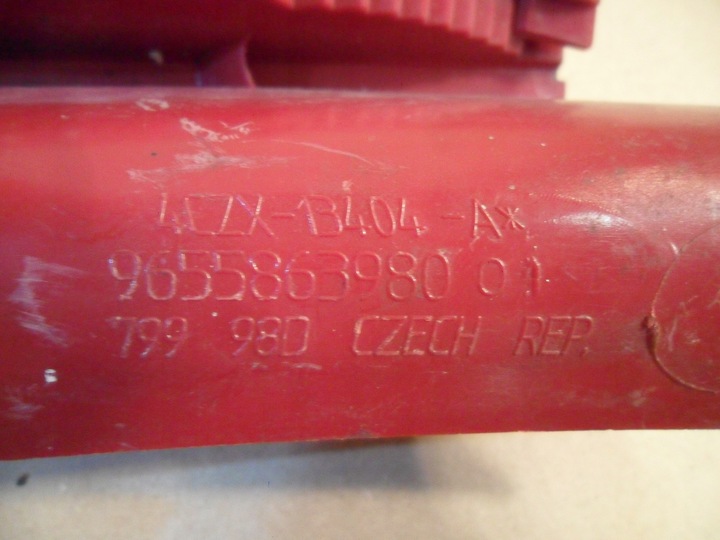 4CZX-13404-A*
9655863980 01
799 98D CZECH REP.